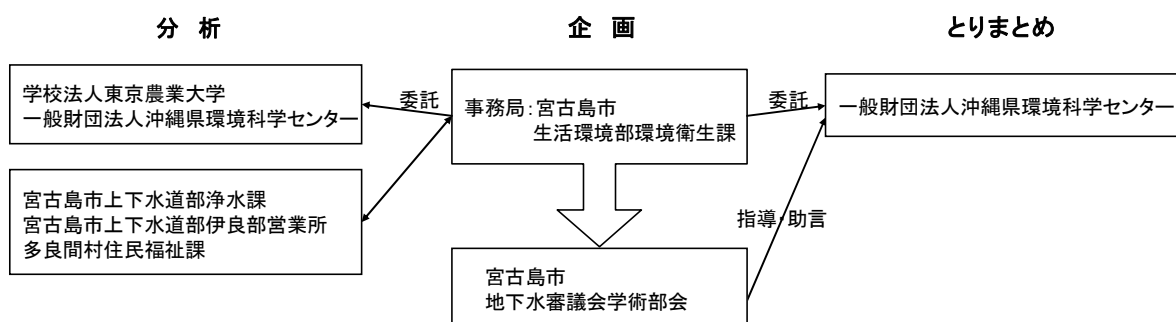 分 析
企 画
とりまとめ
学校法人東京農業大学
一般財団法人沖縄県環境科学センター
委託
事務局：宮古島市
生活環境部環境衛生課
委託
一般財団法人沖縄県環境科学センター
宮古島市上下水道部浄水課
宮古島市上下水道部伊良部営業所
多良間村住民福祉課
指導・助言
宮古島市
地下水審議会学術部会